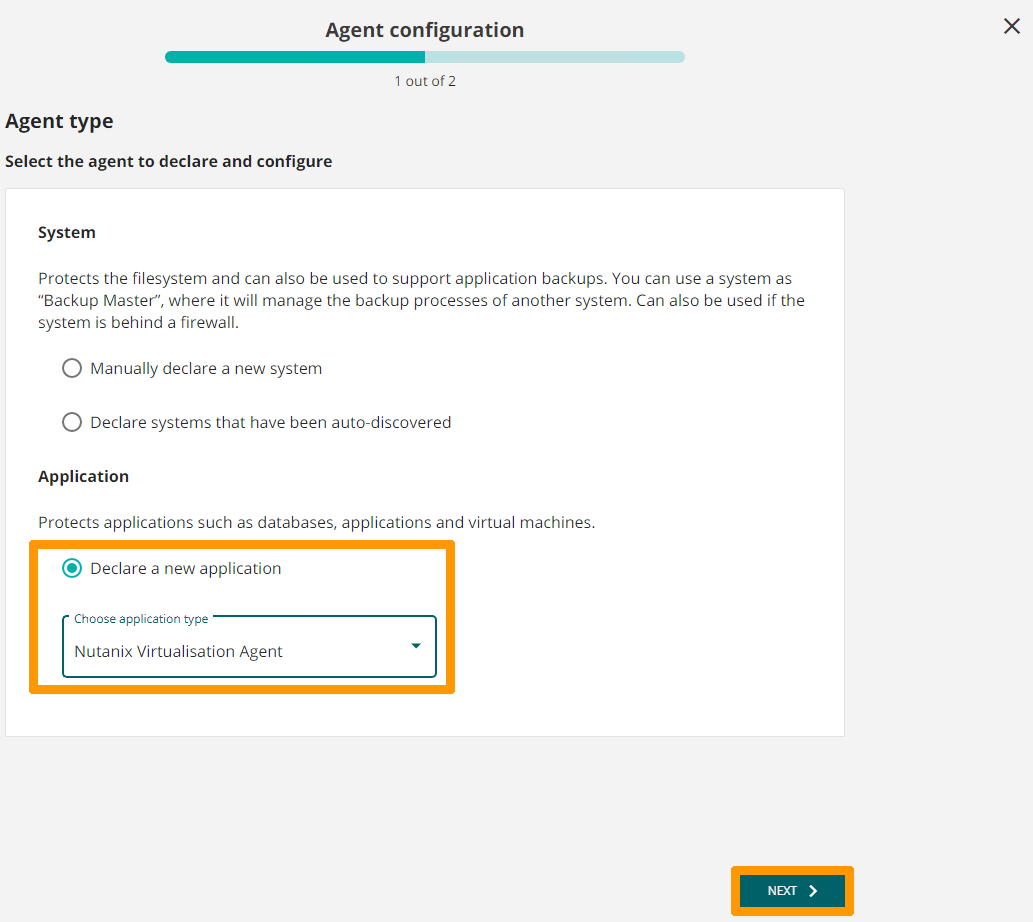 Agent configuration
1 out of 2
Agent type
Select the agent to declare and configure
System
Protects the filesystem and can also be used to support application backups. You can use a system as
“Backup Master”, where it will manage the backup processes of another system. Can also be used if the
system is behind a firewall.
Manually declare a new system
Declare systems that have been auto-discovered
Application
Protects applications such as databases, applications and virtual machines.
Declare a new application
Choose application type
Nutanix Virtualisation Agent
NEXT